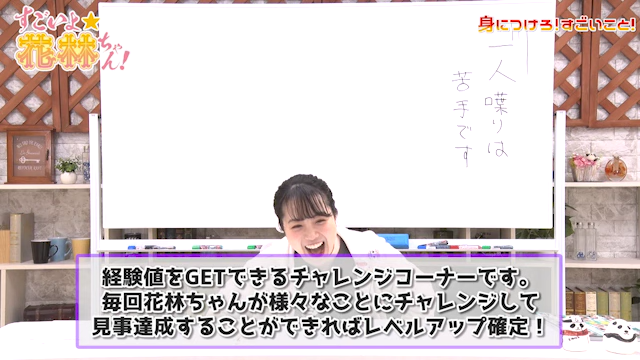 すごいよ★
花林ちゃん!
身につけろ!すごいこと!
一人喋りは
苦手です
経験値をGETできるチャレンジコーナーです。
毎回花林ちゃんが様々なことにチャレンジして
見事達成することができればレベルアップ確定!